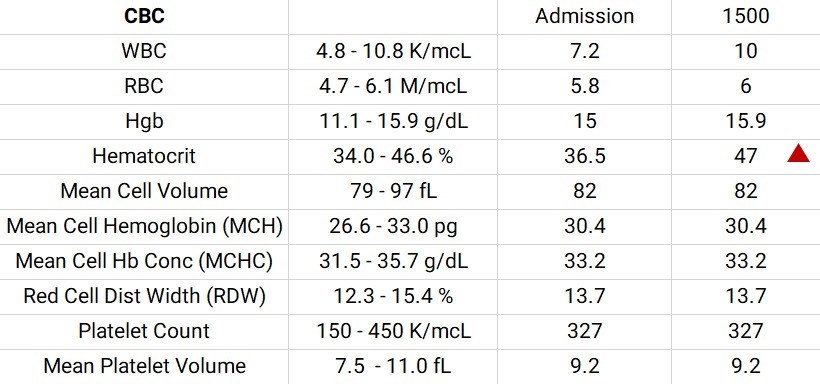 CBC Admission 1500
WBC 4.8 - 10.8 K/mcL 7.2 10
RBC 4.7 - 6.1 M/mcL 5.8 6
Hgb 11.1 - 15.9 g/dL 15 15.9
Hematocrit 34.0 - 46.6 % 36.5 47
Mean Cell Volume 79 - 97 fL 82 82
Mean Cell Hemoglobin (MCH) 26.6 - 33.0 pg 30.4 30.4
Mean Cell Hb Conc (MCHC) 31.5 - 35.7 g/dL 33.2 33.2
Red Cell Dist Width (RDW) 12.3 - 15.4 % 13.7 13.7
Platelet Count 150 - 450 K/mcL 327 327
Mean Platelet Volume 7.5 - 11.0 fL 9.2 9.2